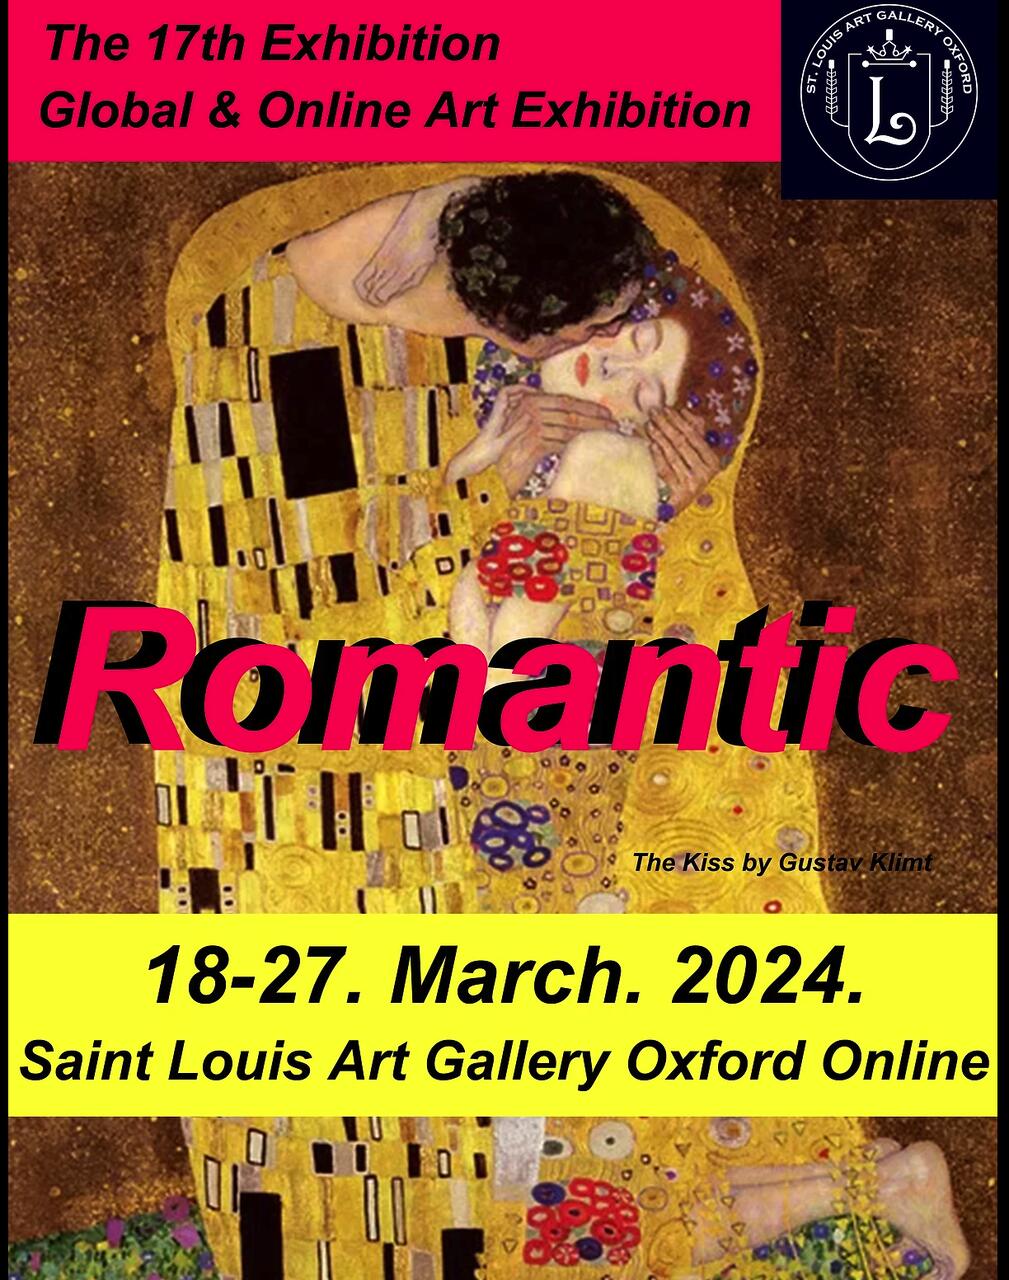 The 17th Exhibition
Global & Online Art Exhibition
ST. LOUIS ART GALLERY OXFORD
L
Romantic
The Kiss by Gustav Klimt
18-27. March. 2024.
Saint Louis Art Gallery Oxford Online